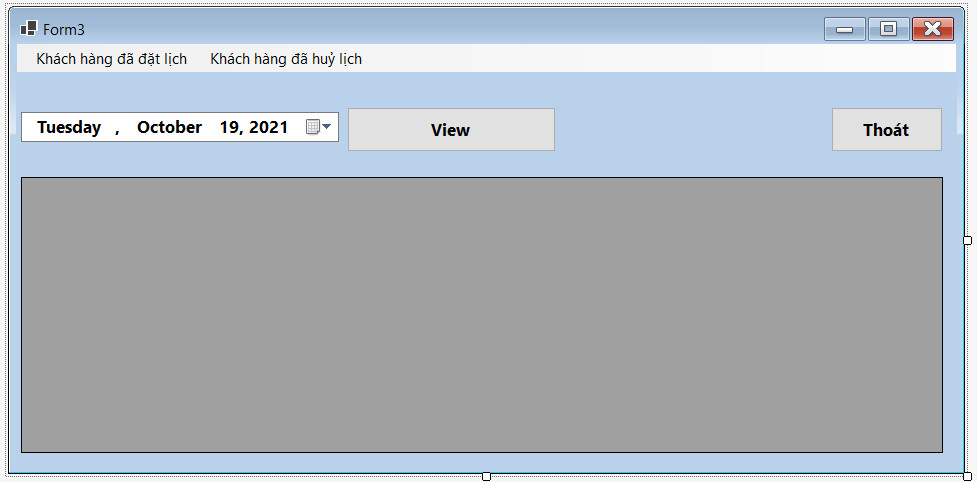 Form3
Khách hàng đã đặt lịch Khách hàng đã huỷ lịch
Tuesday , October 19, 2021 View Thoát